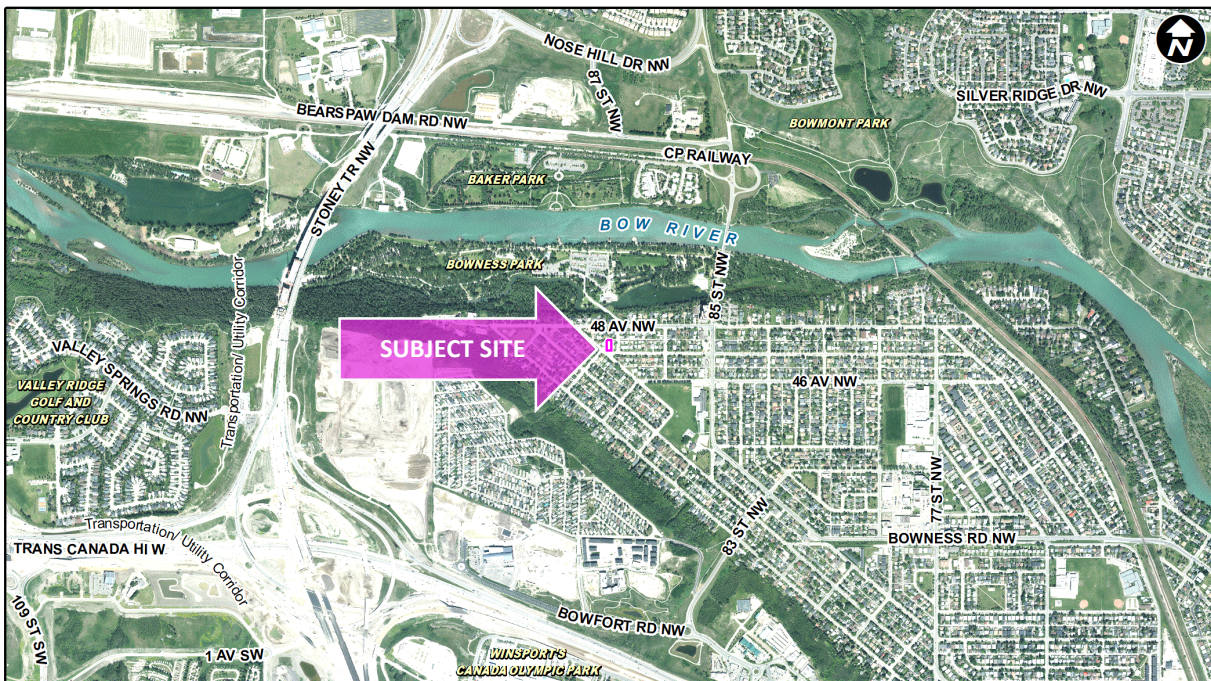 N
NOSE HILL DR NW
87 ST NW
SILVER RIDGE DR NW
BEARSPAW DAM RD NW
BOWMONT PARK
CP RAILWAY
STONEY TR NW
BAKER PARK
BOW RIVER
BOWNESS PARK
85 ST NW
Transportation/ Utility Corridor
48 AV NW
SUBJECT SITE
VALLEY SPRINGS RD NW
46 AV NW
VALLEY RIDGE
GOLF AND
COUNTRY CLUB
77 ST NW
83 ST NW
Transportation/ Utility Corridor
BOWNESS RD NW
TRANS CANADA HI W
109 ST SW
BOWFORT RD NW
1 AV SW
WINSPORT'S
CANADA OLYMPIC PARK